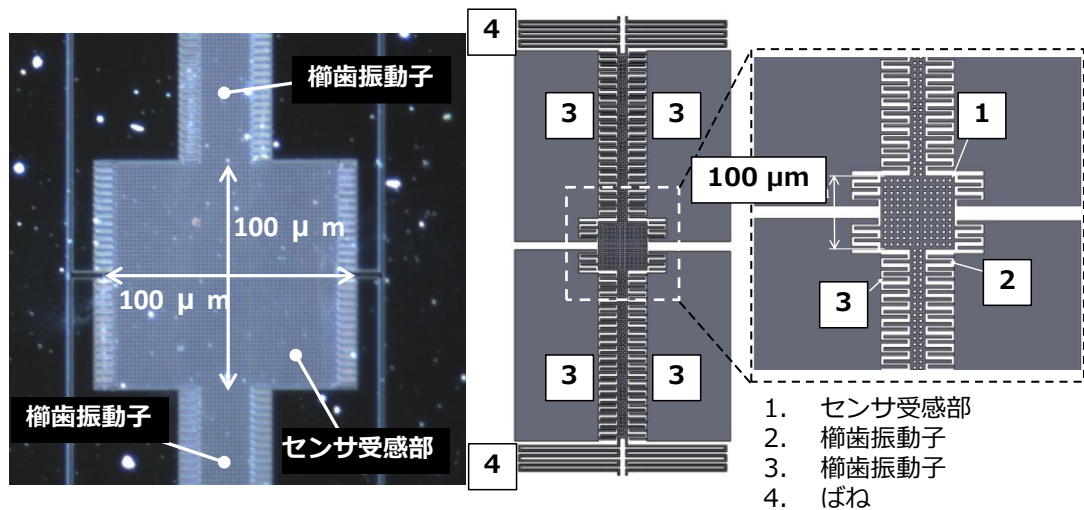 櫛歯振動子
100 μ m
100 μ m
櫛歯振動子
センサ受感部
4
3
3
3
3
4
100 μm
1
2
3
1. センサ受感部
2. 櫛歯振動子
3. 櫛歯振動子
4. ばね